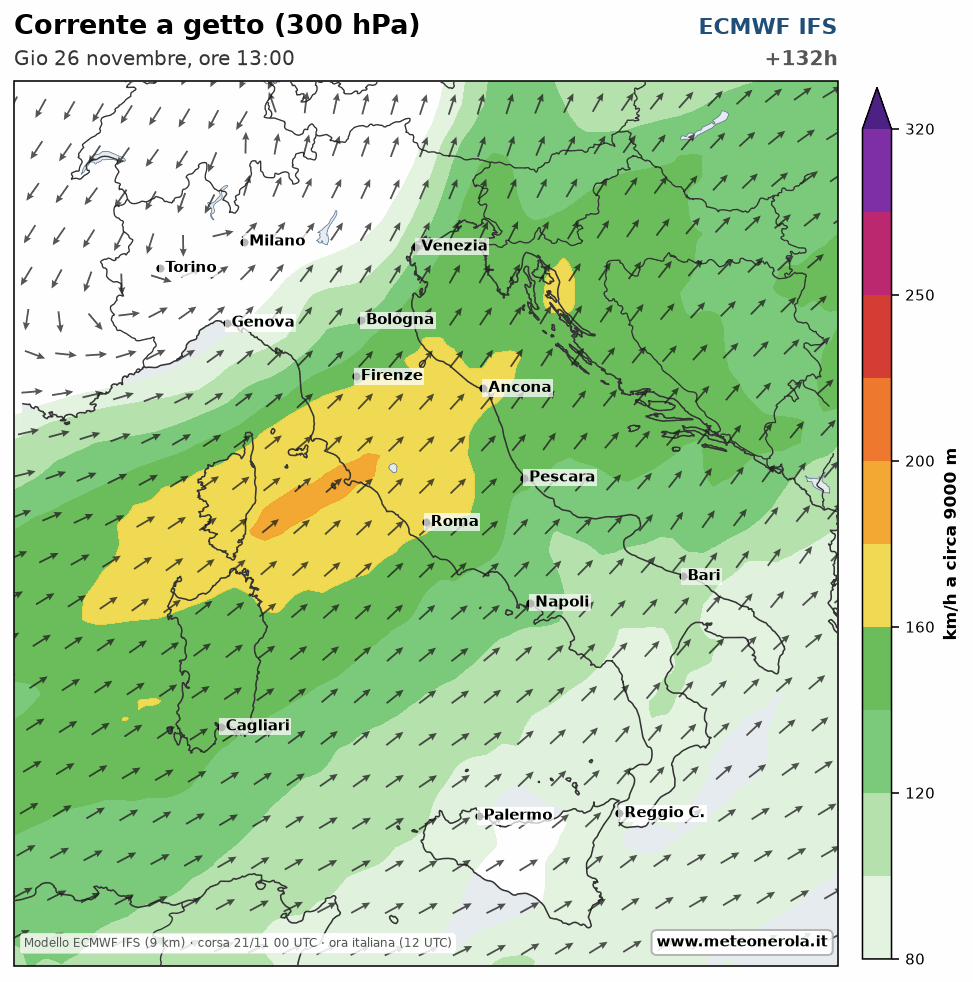 Corrente a getto (300 hPa)
ECMWF IFS
Gio 26 novembre, ore 13:00
+132h
320
250
200
160
120
80
km/h a circa 9000 m
Milano
Venezia
Torino
Genova
Bologna
Firenze
Ancona
Pescara
Roma
Bari
Napoli
Cagliari
Palermo
Reggio C.
Modello ECMWF IFS (9 km) · corsa 21/11 00 UTC · ora italiana (12 UTC)
www.meteonerola.it